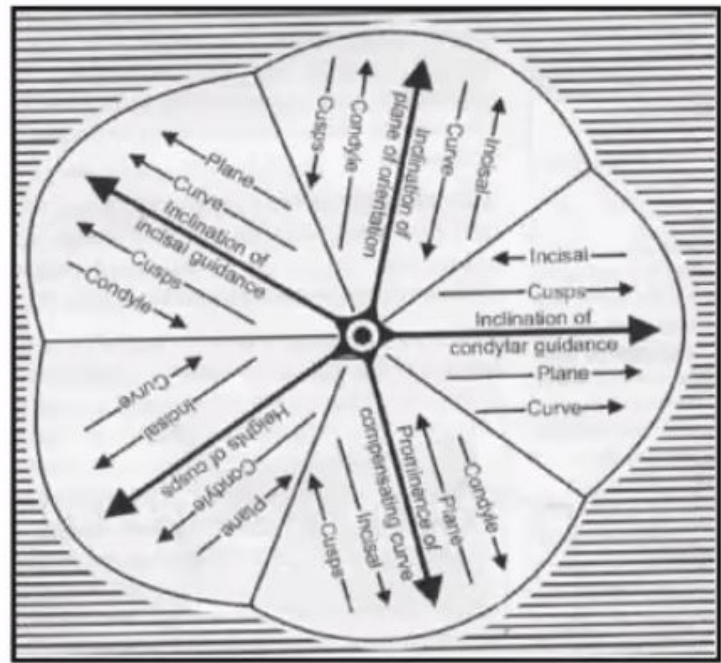 Cusps
Condyle
Inclination of
plane of orientation
Curve
Incisal
Incisal
Cusps
Inclination of
condylar guidance
Plane
Curve
Condyle
Plane
Prominence of
compensating curve
Incisal
Cusps
Curve
Incisal
Heights of cusps
Condyle
Plane
Plane
Curve
Inclination of
incisal guidance
Cusps
Condyle